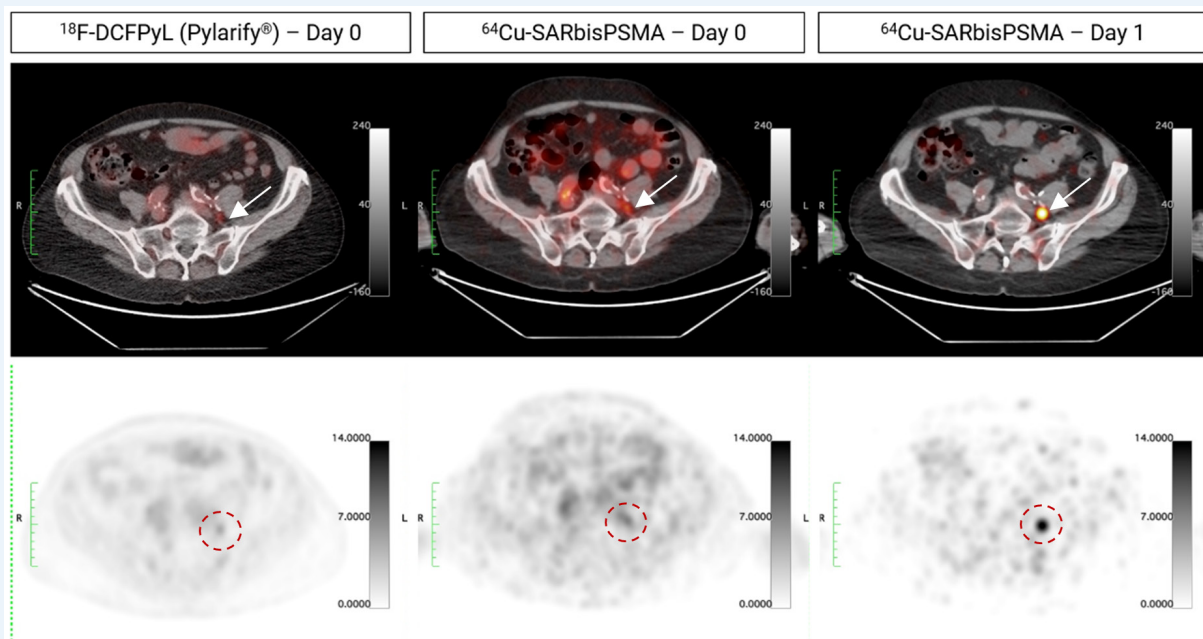 ¹⁸F-DCFPyL (Pylarify®) – Day 0
⁶⁴Cu-SARbisPSMA – Day 0
⁶⁴Cu-SARbisPSMA – Day 1
240
40
-160
R
L
240
40
-160
R
L
240
40
-160
R
14.0000
7.0000
0.0000
R
L
14.0000
7.0000
0.0000
R
L
14.0000
7.0000
0.0000
R